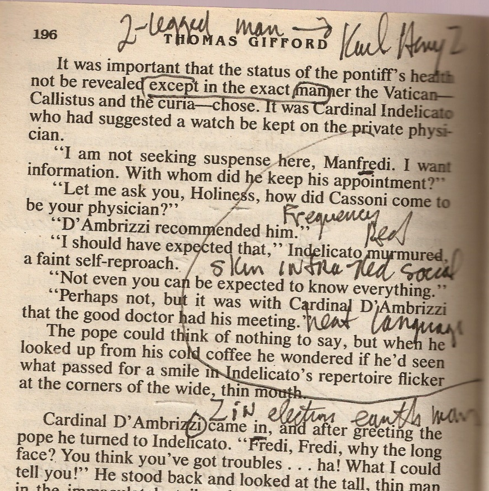 2-legged man → Karl Henry Z
196 THOMAS GIFFORD
It was important that the status of the pontiff's health
not be revealed except in the exact manner the Vatican—
Callistus and the curia—chose. It was Cardinal Indelicato
who had suggested a watch be kept on the private physi-
cian.
"I am not seeking suspense here, Manfredi. I want
information. With whom did he keep his appointment?"
"Let me ask you, Holiness, how did Cassoni come to
be your physician?"
Frequency
"D'Ambrizzi recommended him." Red
"I should have expected that," Indelicato murmured,
a faint self-reproach. skin infra-red social
"Not even you can be expected to know everything."
"Perhaps not, but it was with Cardinal D'Ambrizzi
that the good doctor had his meeting." heat language
The pope could think of nothing to say, but when he
looked up from his cold coffee he wondered if he'd seen
what passed for a smile in Indelicato's repertoire flicker
at the corners of the wide, thin mouth.
Z in election earth man
Cardinal D'Ambrizzi came in, and after greeting the
pope he turned to Indelicato. "Fredi, Fredi, why the long
face? You think you've got troubles . . . ha! What I could
tell you!" He stood back and looked at the tall, thin man